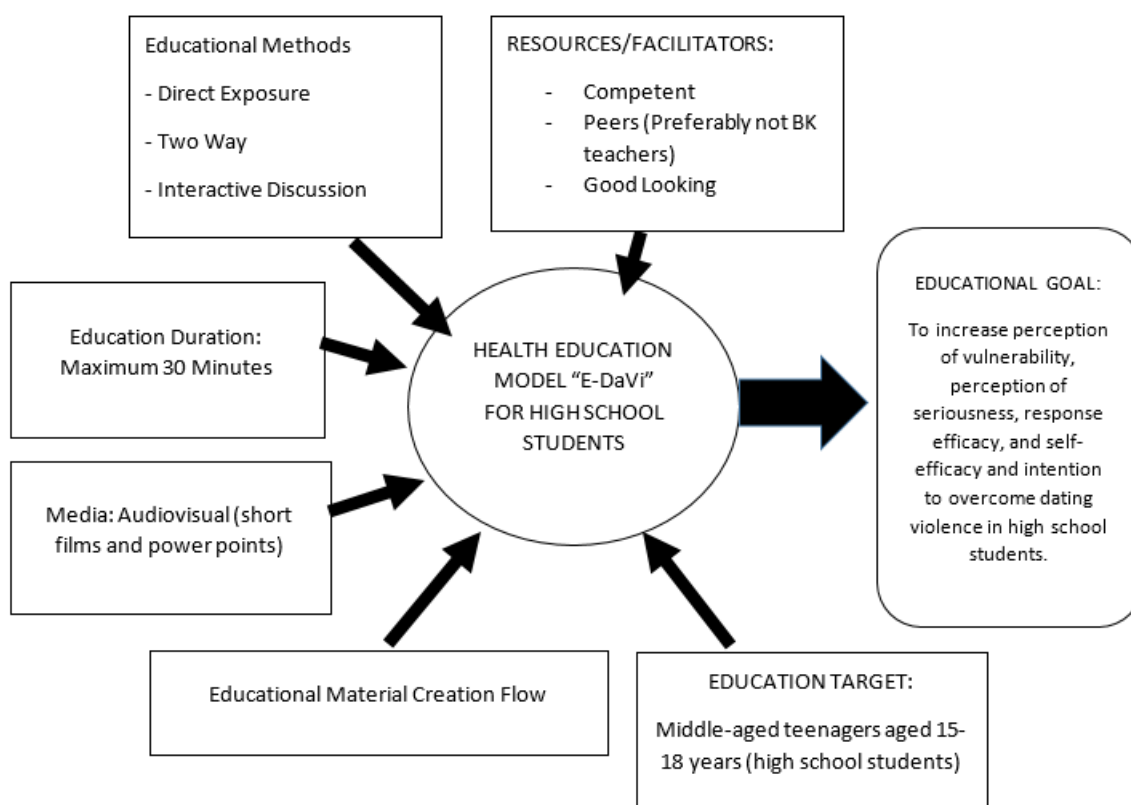 Educational Methods
- Direct Exposure
- Two Way
- Interactive Discussion
RESOURCES/FACILITATORS:
- Competent
- Peers (Preferably not BK
teachers)
- Good Looking
Education Duration:
Maximum 30 Minutes
HEALTH EDUCATION
MODEL “E-DaVi”
FOR HIGH SCHOOL
STUDENTS
EDUCATIONAL GOAL:
To increase perception
of vulnerability,
perception of
seriousness, response
efficacy, and self-
efficacy and intention
to overcome dating
violence in high school
students.
Media: Audiovisual (short
films and power points)
Educational Material Creation Flow
EDUCATION TARGET:
Middle-aged teenagers aged 15-
18 years (high school students)